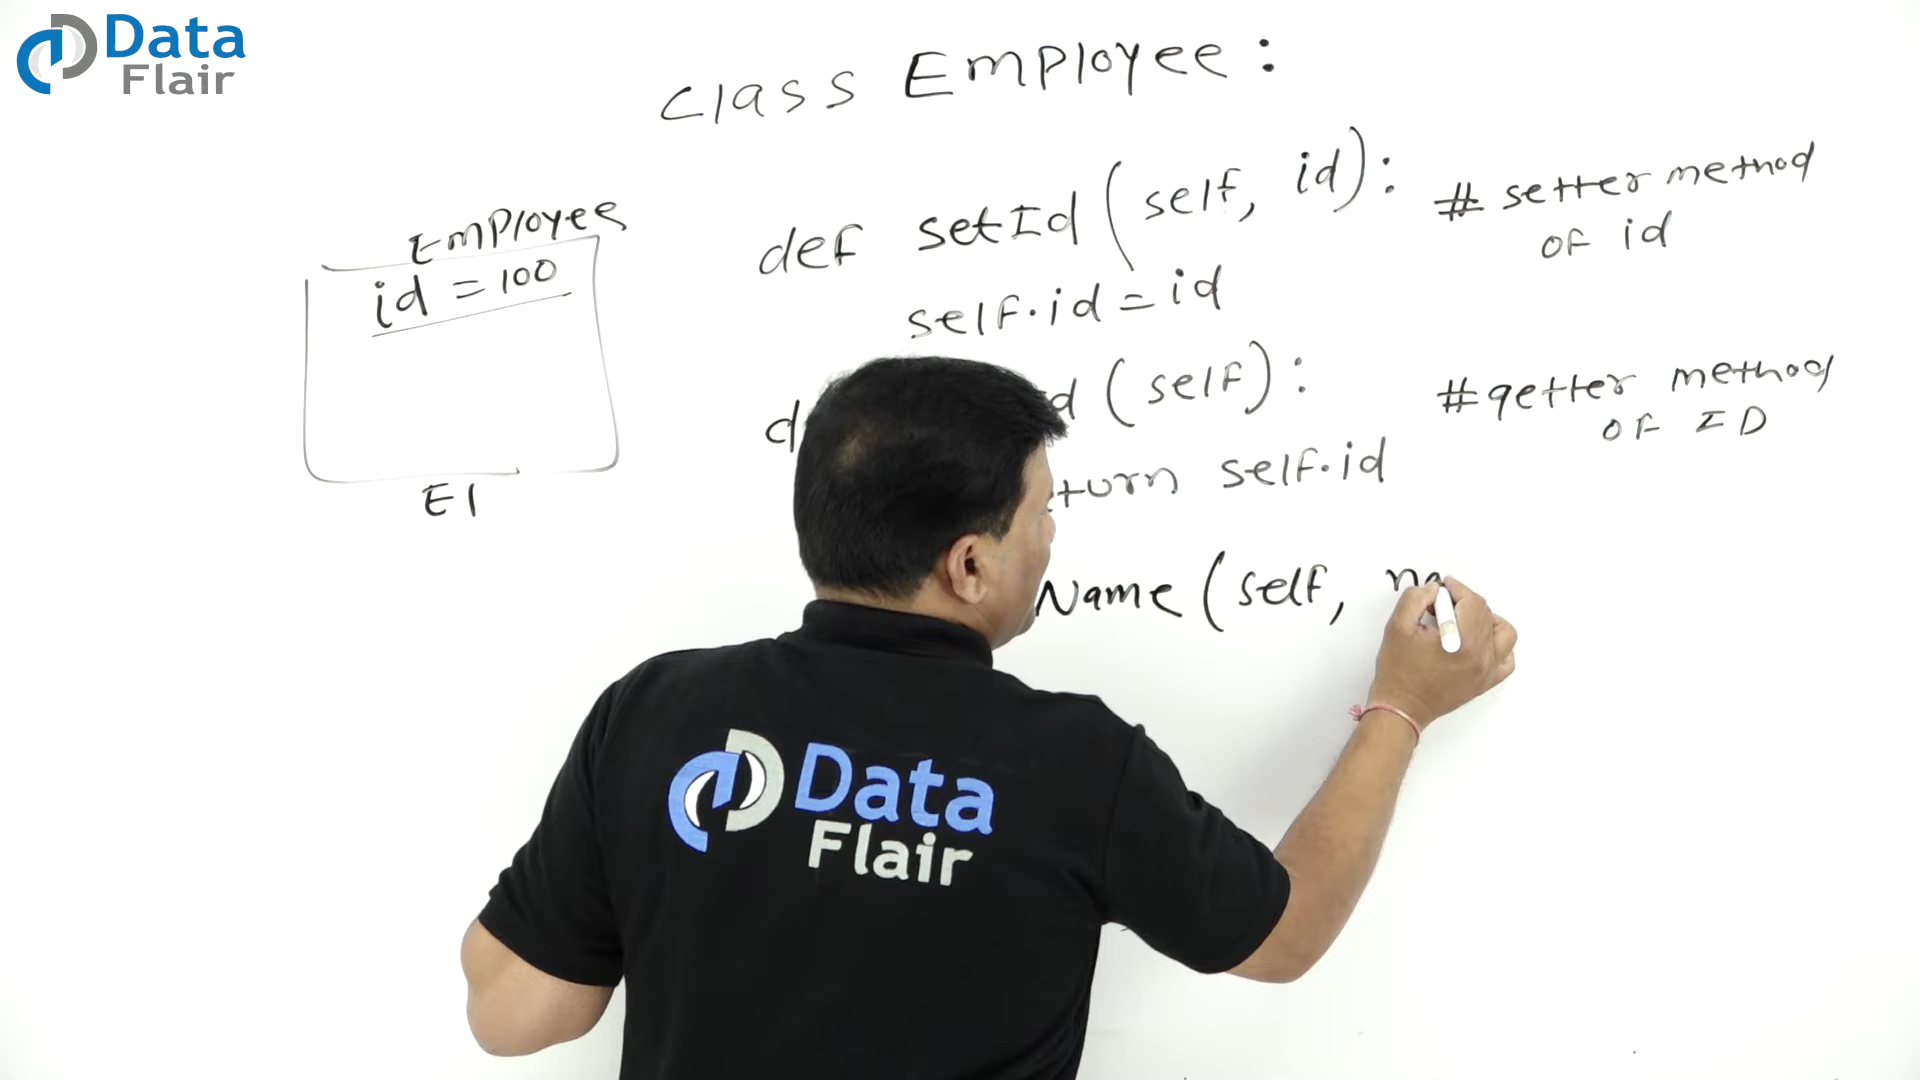 Data
Flair
class Employee:
def setId (self, id): # setter method
of id
self.id = id
(self): # getter method
of ID
self.id
Employee
id = 100
E1
Name (self,
Data
Flair